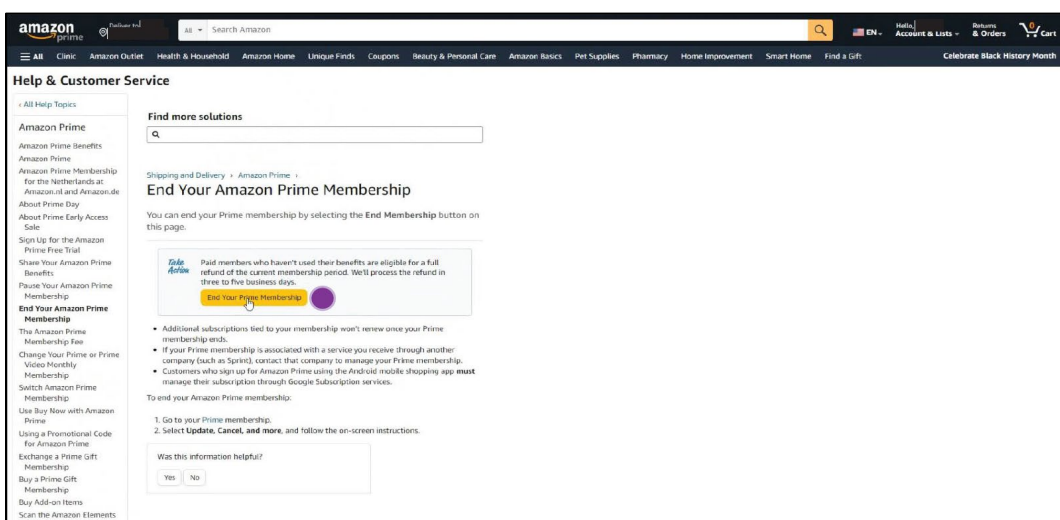 amazon
prime
Deliver to
All
Search Amazon
EN
Hello,
Account & Lists
Returns
& Orders
0
Cart
All
Clinic
Amazon Outlet
Health & Household
Amazon Home
Unique Finds
Coupons
Beauty & Personal Care
Amazon Basics
Pet Supplies
Pharmacy
Home Improvement
Smart Home
Find a Gift
Celebrate Black History Month
Help & Customer Service
‹ All Help Topics
Amazon Prime
Amazon Prime Benefits
Amazon Prime
Amazon Prime Membership
for the Netherlands at
Amazon.nl and Amazon.de
About Prime Day
About Prime Early Access
Sale
Sign Up for the Amazon
Prime Free Trial
Share Your Amazon Prime
Benefits
Pause Your Amazon Prime
Membership
End Your Amazon Prime
Membership
The Amazon Prime
Membership Fee
Change Your Prime or Prime
Video Monthly
Membership
Switch Amazon Prime
Membership
Use Buy Now with Amazon
Prime
Using a Promotional Code
for Amazon Prime
Exchange a Prime Gift
Membership
Buy a Prime Gift
Membership
Buy Add-on Items
Scan the Amazon Elements
Find more solutions
Shipping and Delivery › Amazon Prime ›
End Your Amazon Prime Membership
You can end your Prime membership by selecting the End Membership button on
this page.
Take
Action
Paid members who haven't used their benefits are eligible for a full
refund of the current membership period. We'll process the refund in
three to five business days.
End Your Prime Membership
• Additional subscriptions tied to your membership won't renew once your Prime
membership ends.
• If your Prime membership is associated with a service you receive through another
company (such as Sprint), contact that company to manage your Prime membership.
• Customers who sign up for Amazon Prime using the Android mobile shopping app must
manage their subscription through Google Subscription services.
To end your Amazon Prime membership:
1. Go to your Prime membership.
2. Select Update, Cancel, and more, and follow the on-screen instructions.
Was this information helpful?
Yes
No